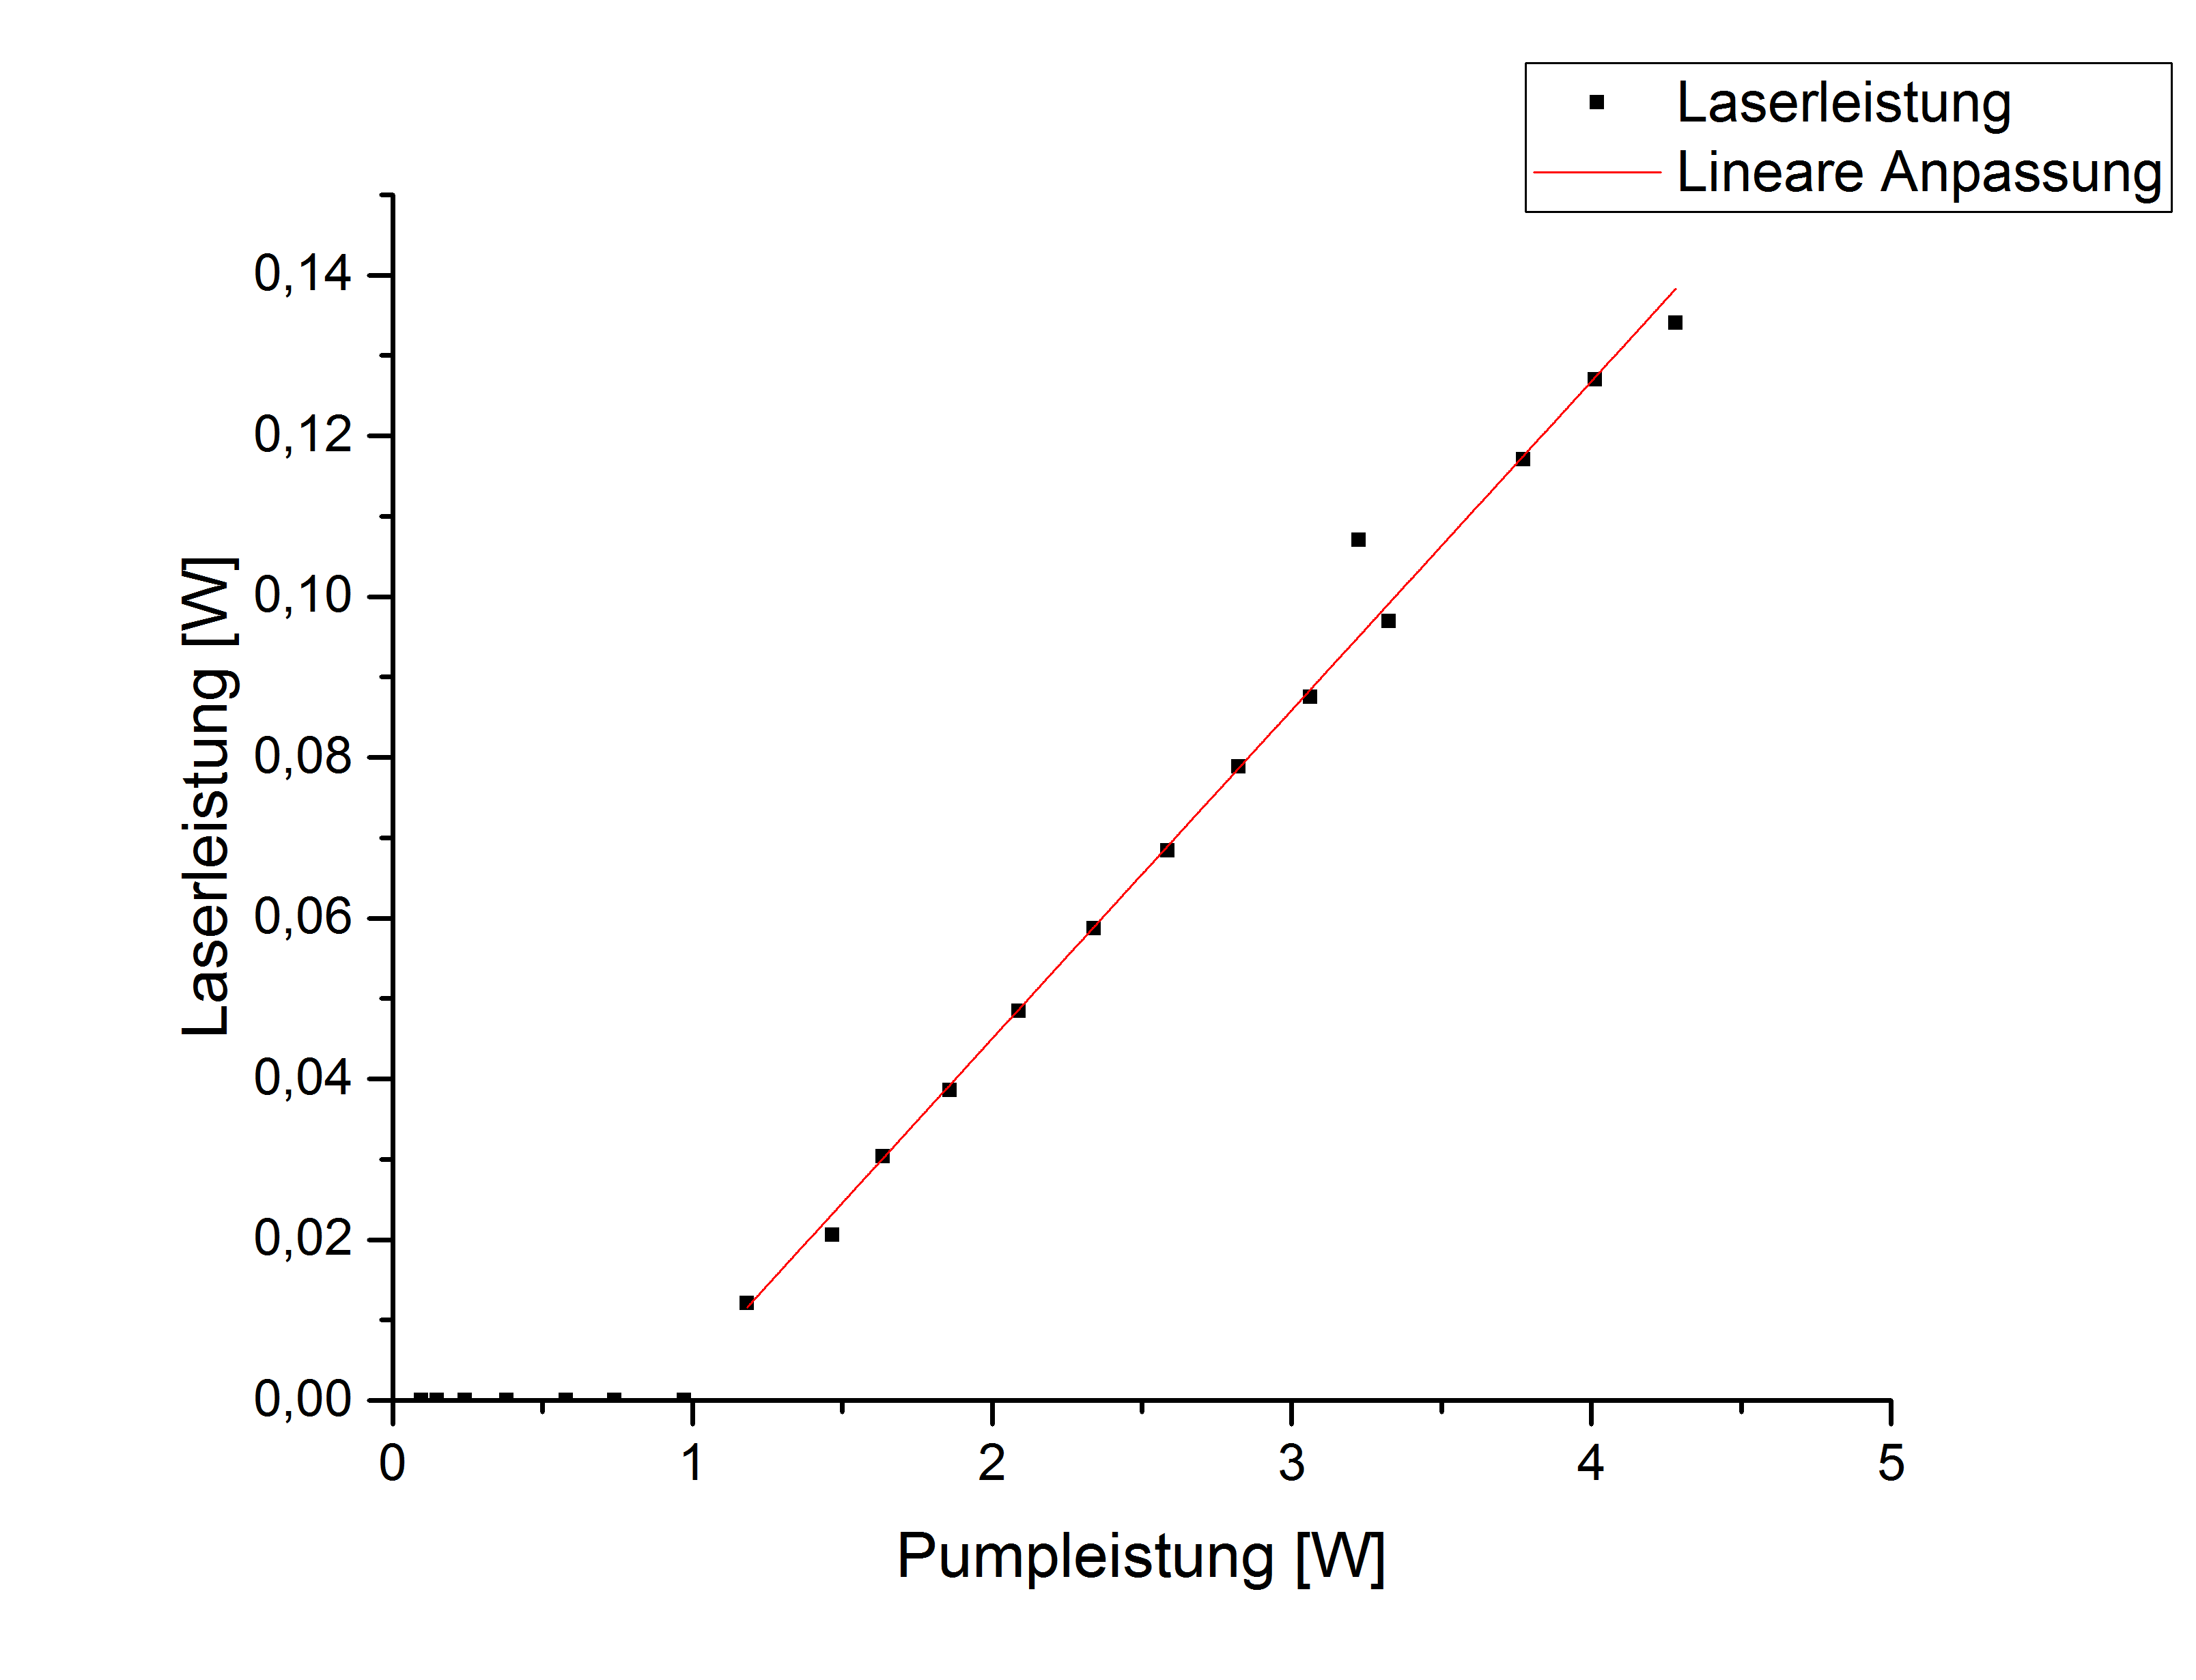 Laserleistung
Lineare Anpassung
Laserleistung [W]
0,14
0,12
0,10
0,08
0,06
0,04
0,02
0,00
0 1 2 3 4 5
Pumpleistung [W]